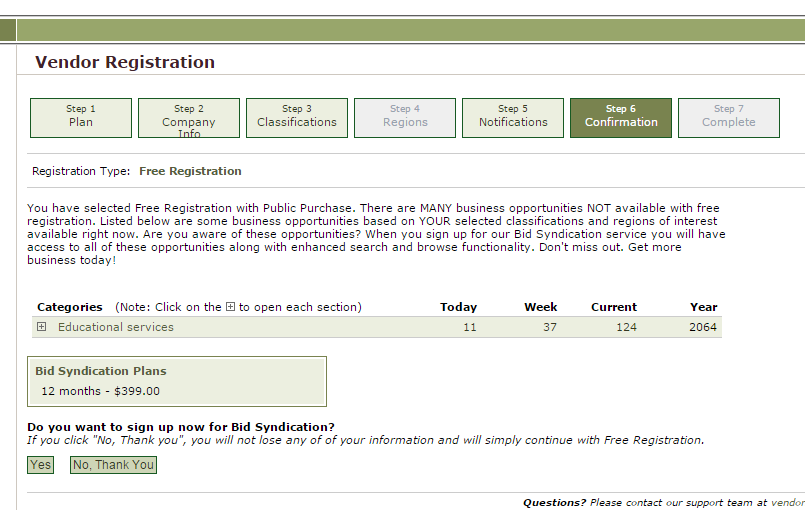 Vendor Registration
Step 1
Plan
Step 2
Company
Info
Step 3
Classifications
Step 4
Regions
Step 5
Notifications
Step 6
Confirmation
Step 7
Complete
Registration Type: Free Registration
You have selected Free Registration with Public Purchase. There are MANY business opportunities NOT available with free
registration. Listed below are some business opportunities based on YOUR selected classifications and regions of interest
available right now. Are you aware of these opportunities? When you sign up for our Bid Syndication service you will have
access to all of these opportunities along with enhanced search and browse functionality. Don't miss out. Get more
business today!
Categories (Note: Click on the ⊞ to open each section) Today Week Current Year
⊞ Educational services 11 37 124 2064
Bid Syndication Plans
12 months - $399.00
Do you want to sign up now for Bid Syndication?
If you click "No, Thank you", you will not lose any of of your information and will simply continue with Free Registration.
Yes No, Thank You
Questions? Please contact our support team at vendor